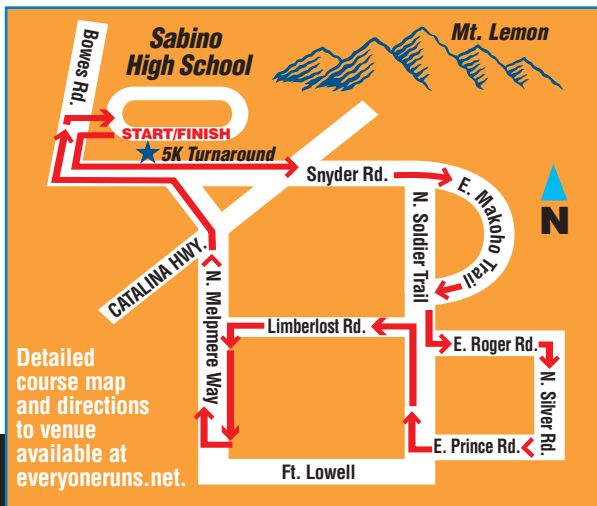 Bowes Rd.
Sabino
High School
Mt. Lemon
START/FINISH
5K Turnaround
Snyder Rd.
E. Makoho Trail
N
N. Soldier Trail
CATALINA HWY.
N. Melpmere Way
Limberlost Rd.
E. Roger Rd.
N. Silver Rd.
E. Prince Rd.
Ft. Lowell
Detailed
course map
and directions
to venue
available at
everyoneruns.net.